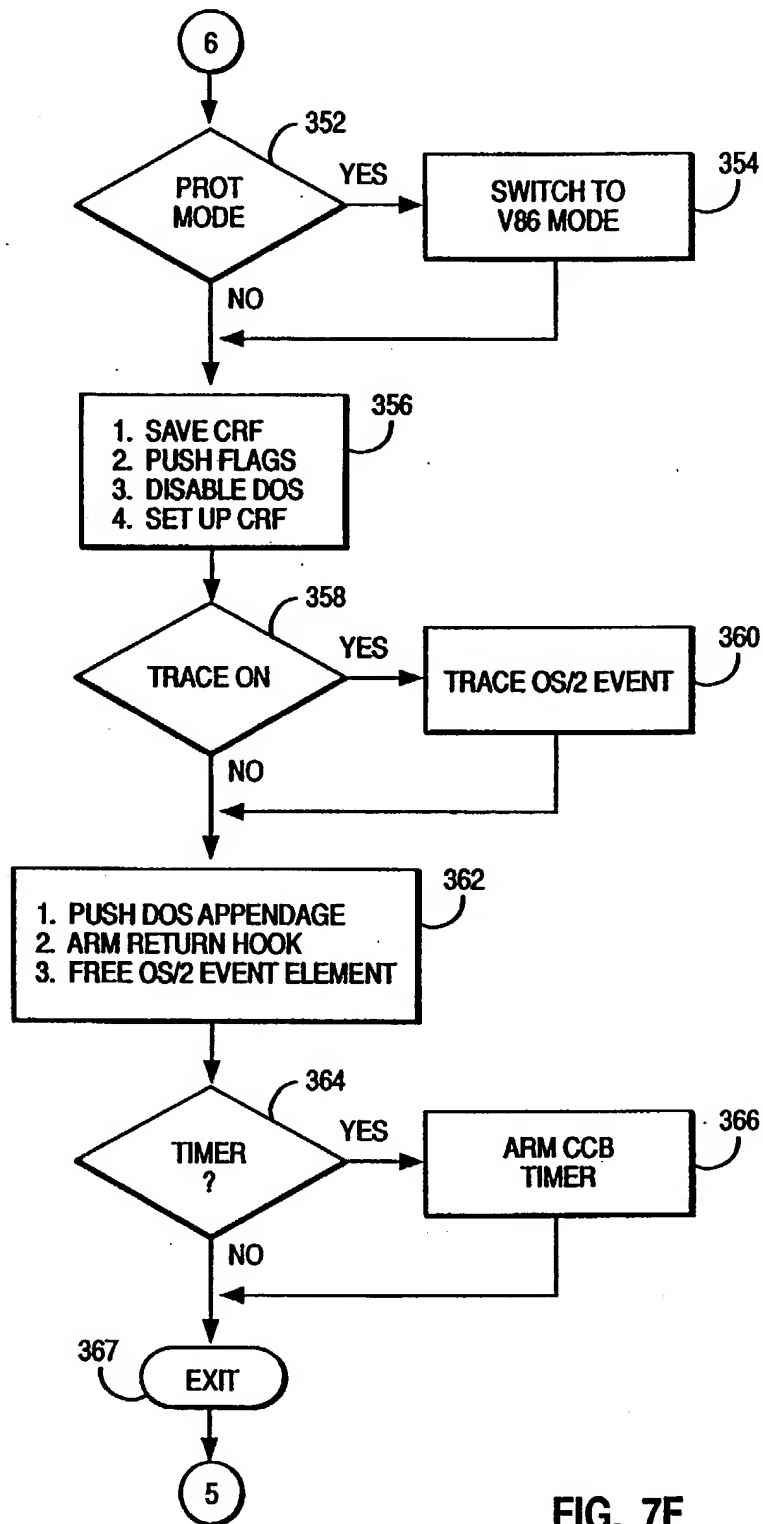 6
352
PROT
MODE
YES
354
SWITCH TO
V86 MODE
NO
356
1. SAVE CRF
2. PUSH FLAGS
3. DISABLE DOS
4. SET UP CRF
358
TRACE ON
YES
360
TRACE OS/2 EVENT
NO
362
1. PUSH DOS APPENDAGE
2. ARM RETURN HOOK
3. FREE OS/2 EVENT ELEMENT
364
TIMER
?
YES
366
ARM CCB
TIMER
NO
367
EXIT
5
FIG. 7F